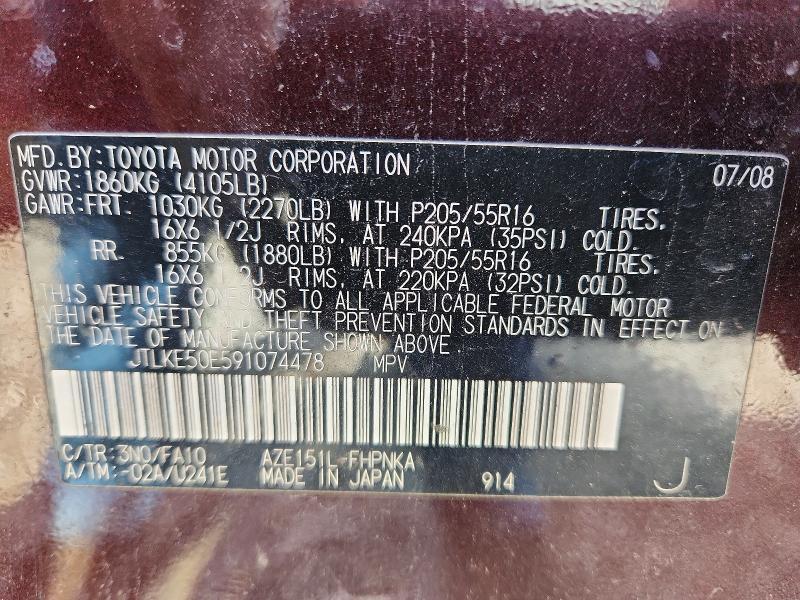 MFD.BY:TOYOTA MOTOR CORPORATION 07/08
GVWR:1860KG (4105LB)
GAWR:FRT. 1030KG (2270LB) WITH P205/55R16 TIRES,
16X6 1/2J RIMS, AT 240KPA (35PSI) COLD.
RR. 855KG (1880LB) WITH P205/55R16 TIRES,
16X6 1/2J RIMS, AT 220KPA (32PSI) COLD.
THIS VEHICLE CONFORMS TO ALL APPLICABLE FEDERAL MOTOR
VEHICLE SAFETY AND THEFT PREVENTION STANDARDS IN EFFECT ON
THE DATE OF MANUFACTURE SHOWN ABOVE.
JTLKE50E591074478 MPV
C/TR:3N0/FA10 AZE151L-FHPNKA
A/TM:-02A/U241E MADE IN JAPAN 914 J